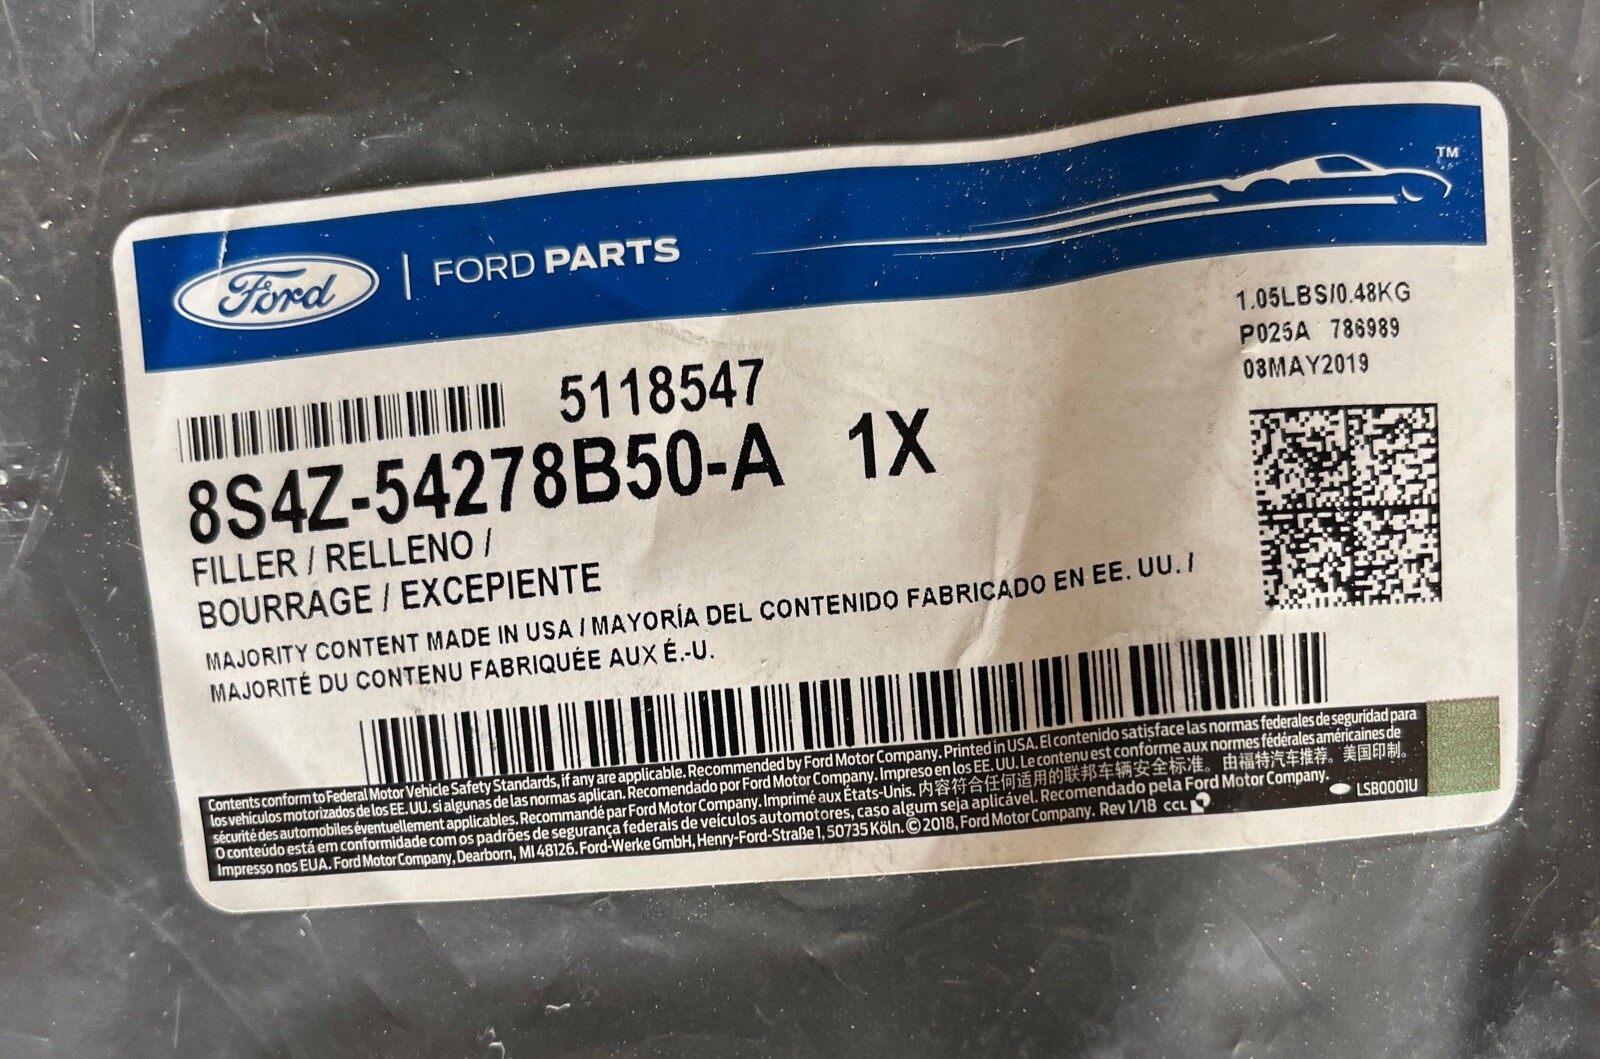 Ford | FORD PARTS
TM
1.05LBS/0.48KG
P025A 786989
08MAY2019
5118547
8S4Z-54278B50-A 1X
FILLER / RELLENO /
BOURRAGE / EXCEPIENTE
MAJORITY CONTENT MADE IN USA / MAYORÍA DEL CONTENIDO FABRICADO EN EE. UU. /
MAJORITÉ DU CONTENU FABRIQUÉE AUX É.-U.
Contents conform to Federal Motor Vehicle Safety Standards, if any are applicable. Recommended by Ford Motor Company. Printed in USA. El contenido satisface las normas federales de seguridad para
los vehículos motorizados de los EE. UU. si algunas de las normas aplican. Recomendado por Ford Motor Company. Impreso en los EE. UU. Le contenu est conforme aux normes fédérales américaines de
sécurité des automobiles éventuellement applicables. Recommandé par Ford Motor Company. Imprimé aux États-Unis. 内容符合任何适用的联邦车辆安全标准。由福特汽车推荐。美国印制。
O conteúdo está em conformidade com os padrões de segurança federais de veículos automotores, caso algum seja aplicável. Recomendado pela Ford Motor Company.
Impresso nos EUA. Ford Motor Company, Dearborn, MI 48126. Ford-Werke GmbH, Henry-Ford-Straße 1, 50735 Köln. © 2018, Ford Motor Company. Rev 1/18 CCL
LSB0001U